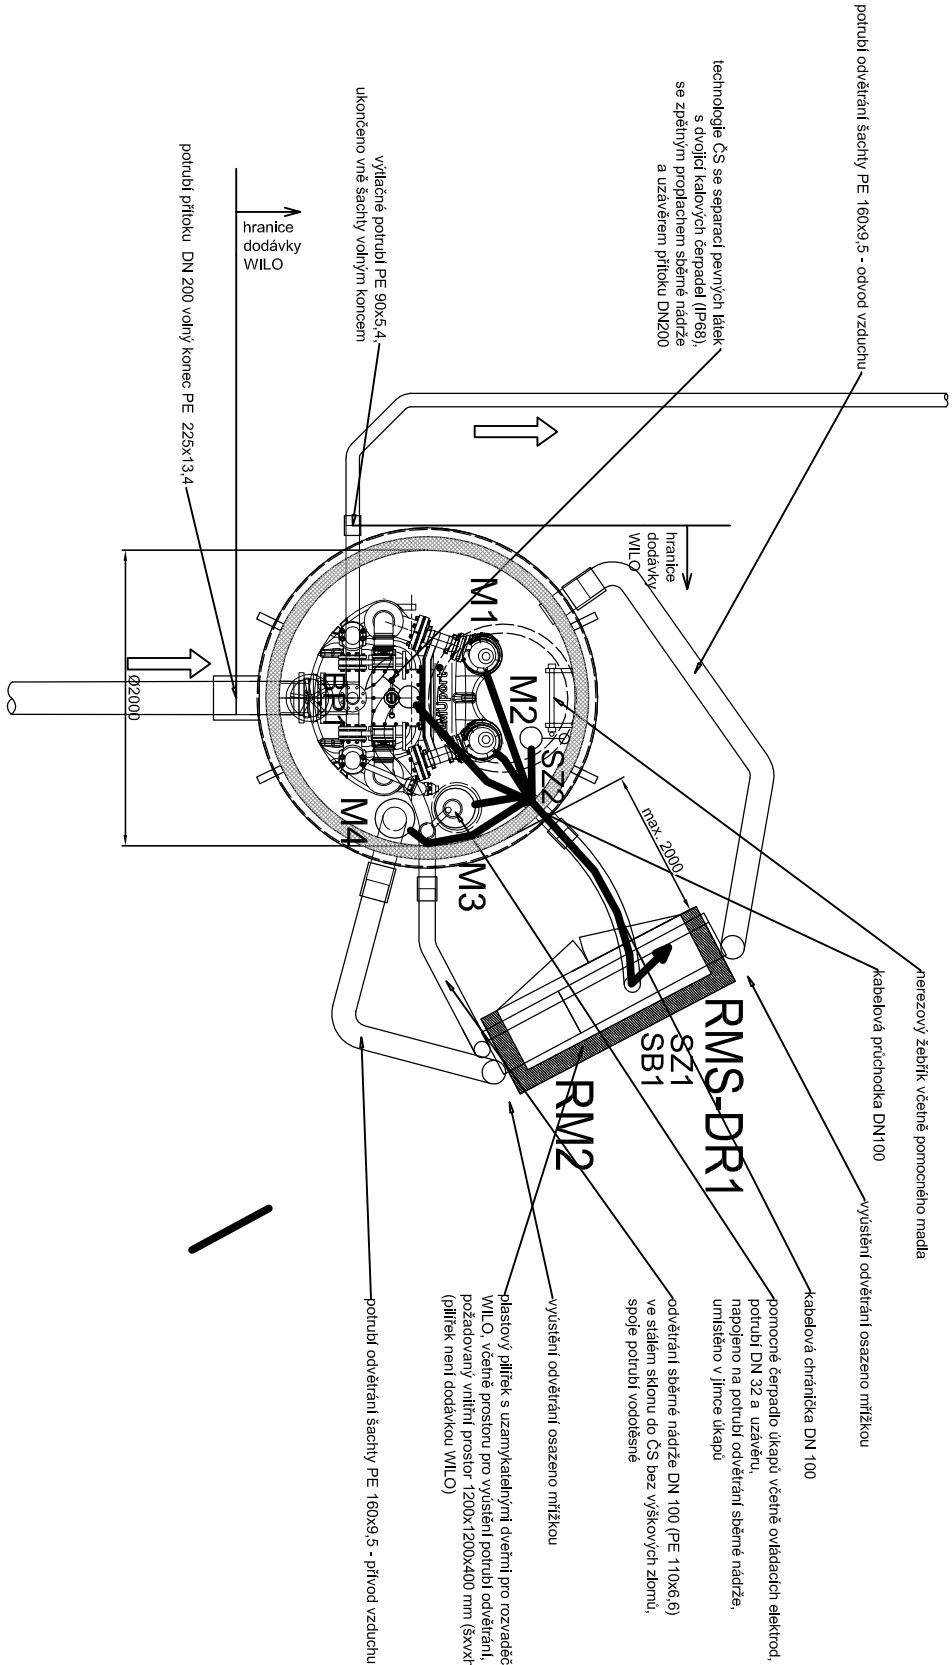 potrubí odvětrání šachty PE 160x9,5 - odvod vzduchu
technologie ČS se separací pevných látek
s dvojicí kalových čerpadel (IP68),
se zpětným proplachem sběrné nádrže
a uzávěrem přítoku DN200
výtlačné potrubí PE 90x5,4,
ukončeno vně šachty volným koncem
potrubí přítoku DN 200 volný konec PE 225x13,4
hranice
dodávky
WILO
hranice
dodávky
WILO
Ø2000
M1
M2
SZ2
BR1
M4
M3
max. 2000
RMS-DR1
SZ1
SB1
RM2
nerezový žebřík včetně pomocného madla
kabelová průchodka DN100
vyústění odvětrání osazeno mřížkou
kabelová chránička DN 100
pomocné čerpadlo úkapů včetně ovládacích elektrod,
potrubí DN 32 a uzávěru,
napojeno na potrubí odvětrání sběrné nádrže,
umístěno v jímce úkapů
odvětrání sběrné nádrže DN 100 (PE 110x6,6)
ve stálém sklonu do ČS bez výškových zlomů,
spoje potrubí vodotěsné
vyústění odvětrání osazeno mřížkou
plastový pilířek s uzamykatelnými dveřmi pro rozvaděč
WILO, včetně prostoru pro vyústění potrubí odvětrání,
požadovaný vnitřní prostor 1200x1200x400 mm (šxvxh
(pilířek není dodávkou WILO)
potrubí odvětrání šachty PE 160x9,5 - přívod vzduchu